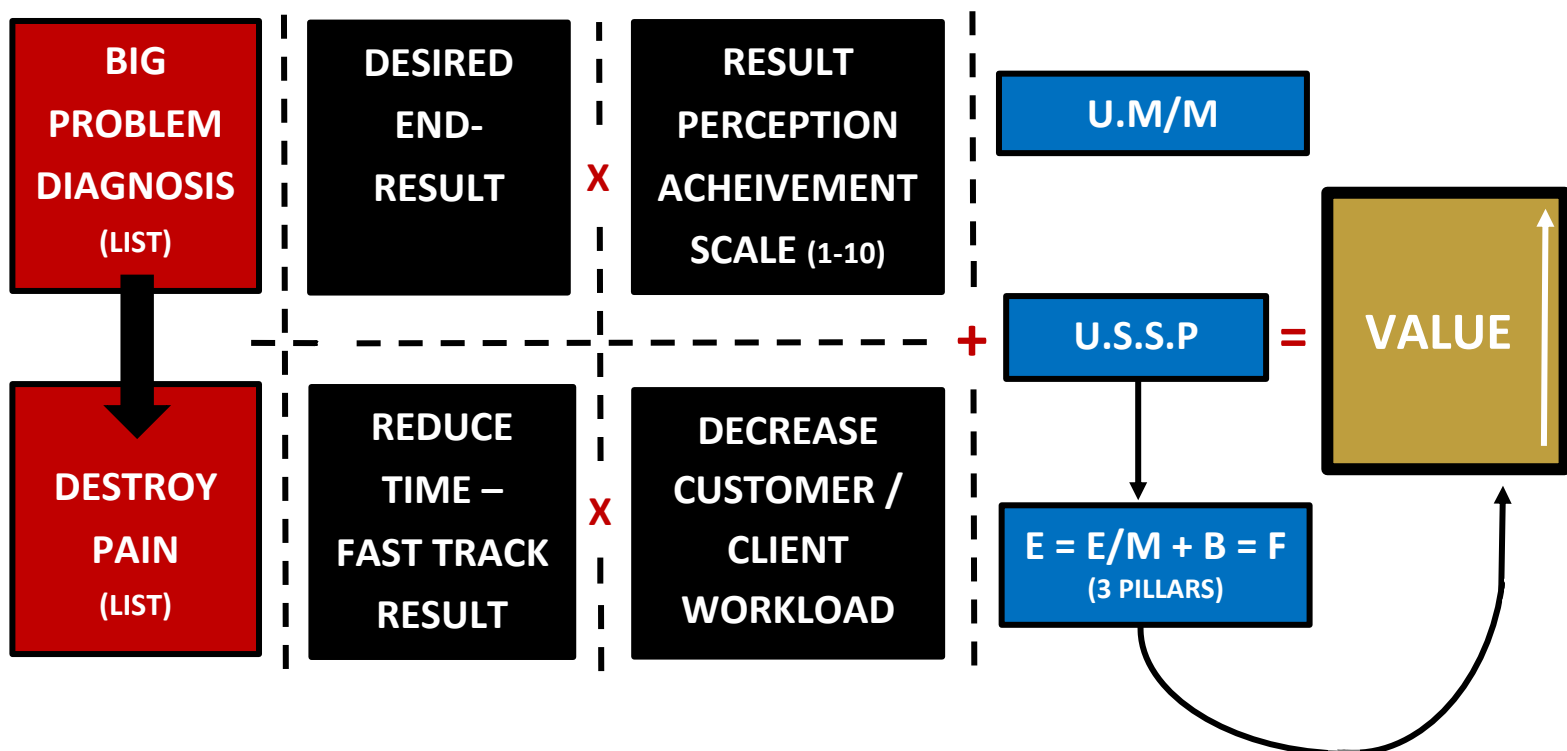 BIG
PROBLEM
DIAGNOSIS
(LIST)
DESIRED
END-
RESULT
X
RESULT
PERCEPTION
ACHEIVEMENT
SCALE (1-10)
U.M/M
+
U.S.S.P
=
VALUE
DESTROY
PAIN
(LIST)
REDUCE
TIME –
FAST TRACK
RESULT
X
DECREASE
CUSTOMER /
CLIENT
WORKLOAD
E = E/M + B = F
(3 PILLARS)